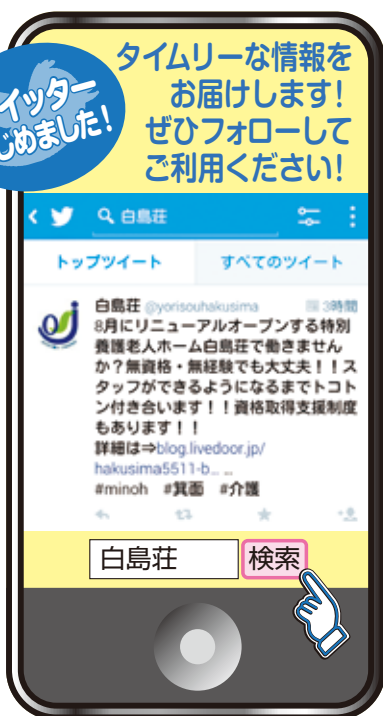 タイムリーな情報を
お届けします!
ぜひフォローして
ご利用ください!
イッター
じめました!
白島荘
トップツイート すべてのツイート
白島荘 @yorisouhakusima 3時間
8月にリニューアルオープンする特別
養護老人ホーム白島荘で働きません
か?無資格・無経験でも大丈夫!!ス
タッフができるようになるまでトコト
ン付き合います!!資格取得支援制度
もあります!!
詳細は⇒blog.livedoor.jp/
hakusima5511-b... ...
#minoh #箕面 #介護
白島荘 検索